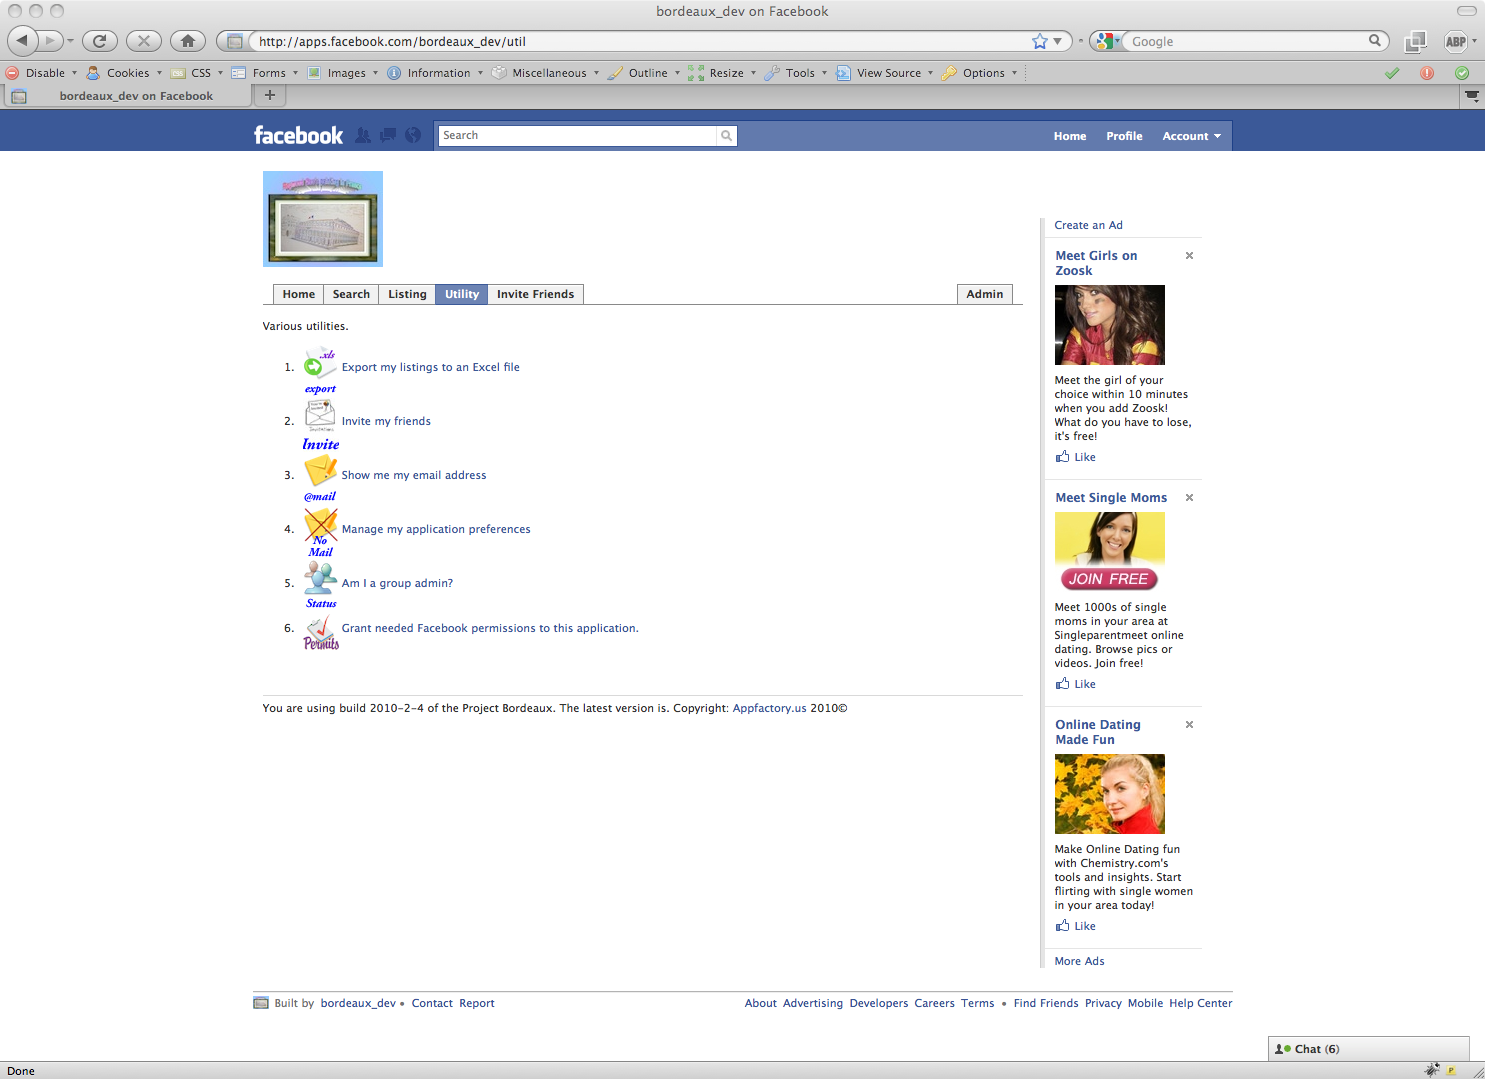 bordeaux_dev on Facebook
http://apps.facebook.com/bordeaux_dev/util
Google
ABP
Disable Cookies CSS Forms Images Information Miscellaneous Outline Resize Tools View Source Options
bordeaux_dev on Facebook
facebook
Search
Home Profile Account
Create an Ad
Home Search Listing Utility Invite Friends Admin
Various utilities.
1. .xls export Export my listings to an Excel file
2. Invite Invite my friends
3. @mail Show me my email address
4. No Mail Manage my application preferences
5. Status Am I a group admin?
6. Permits Grant needed Facebook permissions to this application.
You are using build 2010-2-4 of the Project Bordeaux. The latest version is. Copyright: Appfactory.us 2010©
Meet Girls on
Zoosk
Meet the girl of your
choice within 10 minutes
when you add Zoosk!
What do you have to lose,
it's free!
Like
Meet Single Moms
JOIN FREE
Meet 1000s of single
moms in your area at
Singleparentmeet online
dating. Browse pics or
videos. Join free!
Like
Online Dating
Made Fun
Make Online Dating fun
with Chemistry.com's
tools and insights. Start
flirting with single women
in your area today!
Like
More Ads
Built by bordeaux_dev • Contact Report
About Advertising Developers Careers Terms • Find Friends Privacy Mobile Help Center
Chat (6)
Done